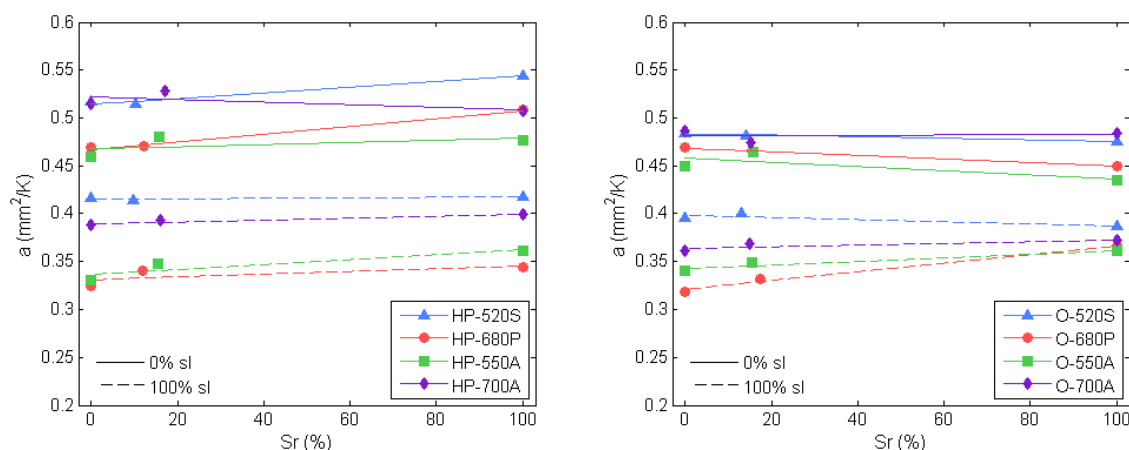 0.6
0.55
0.5
0.45
0.4
0.35
0.3
0.25
0.2
a (mm²/K)
0% sl
100% sl
HP-520S
HP-680P
HP-550A
HP-700A
0 20 40 60 80 100
Sr (%)
0.6
0.55
0.5
0.45
0.4
0.35
0.3
0.25
0.2
a (mm²/K)
0% sl
100% sl
O-520S
O-680P
O-550A
O-700A
0 20 40 60 80 100
Sr (%)